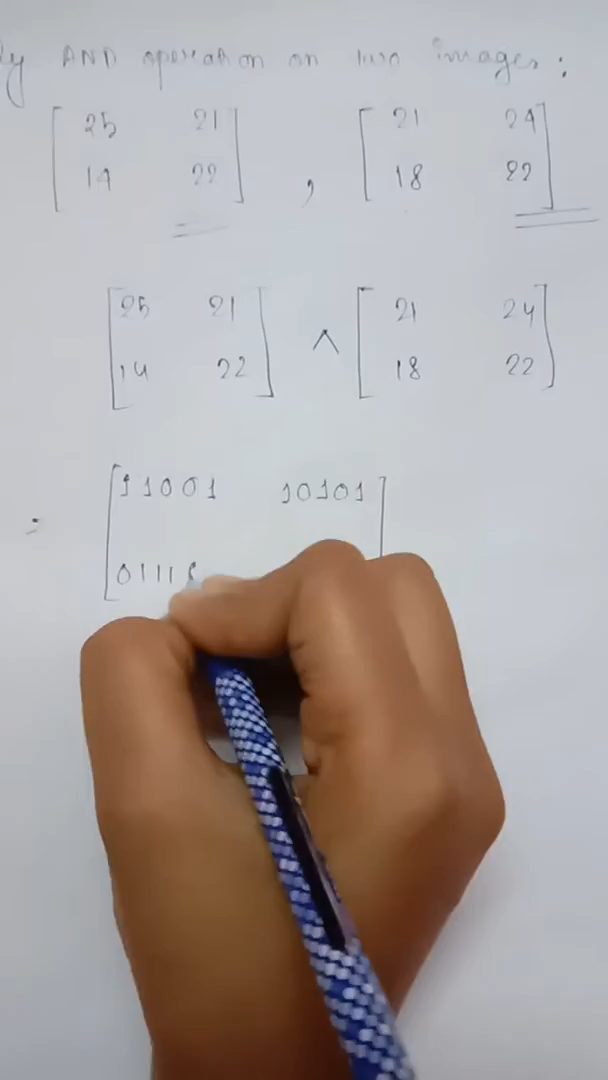 ly AND operation on two images:
[25 21] , [21 24]
[14 22] [18 22]
[25 21] ∧ [21 24]
[14 22] [18 22]
= [11001 10101]
[0111